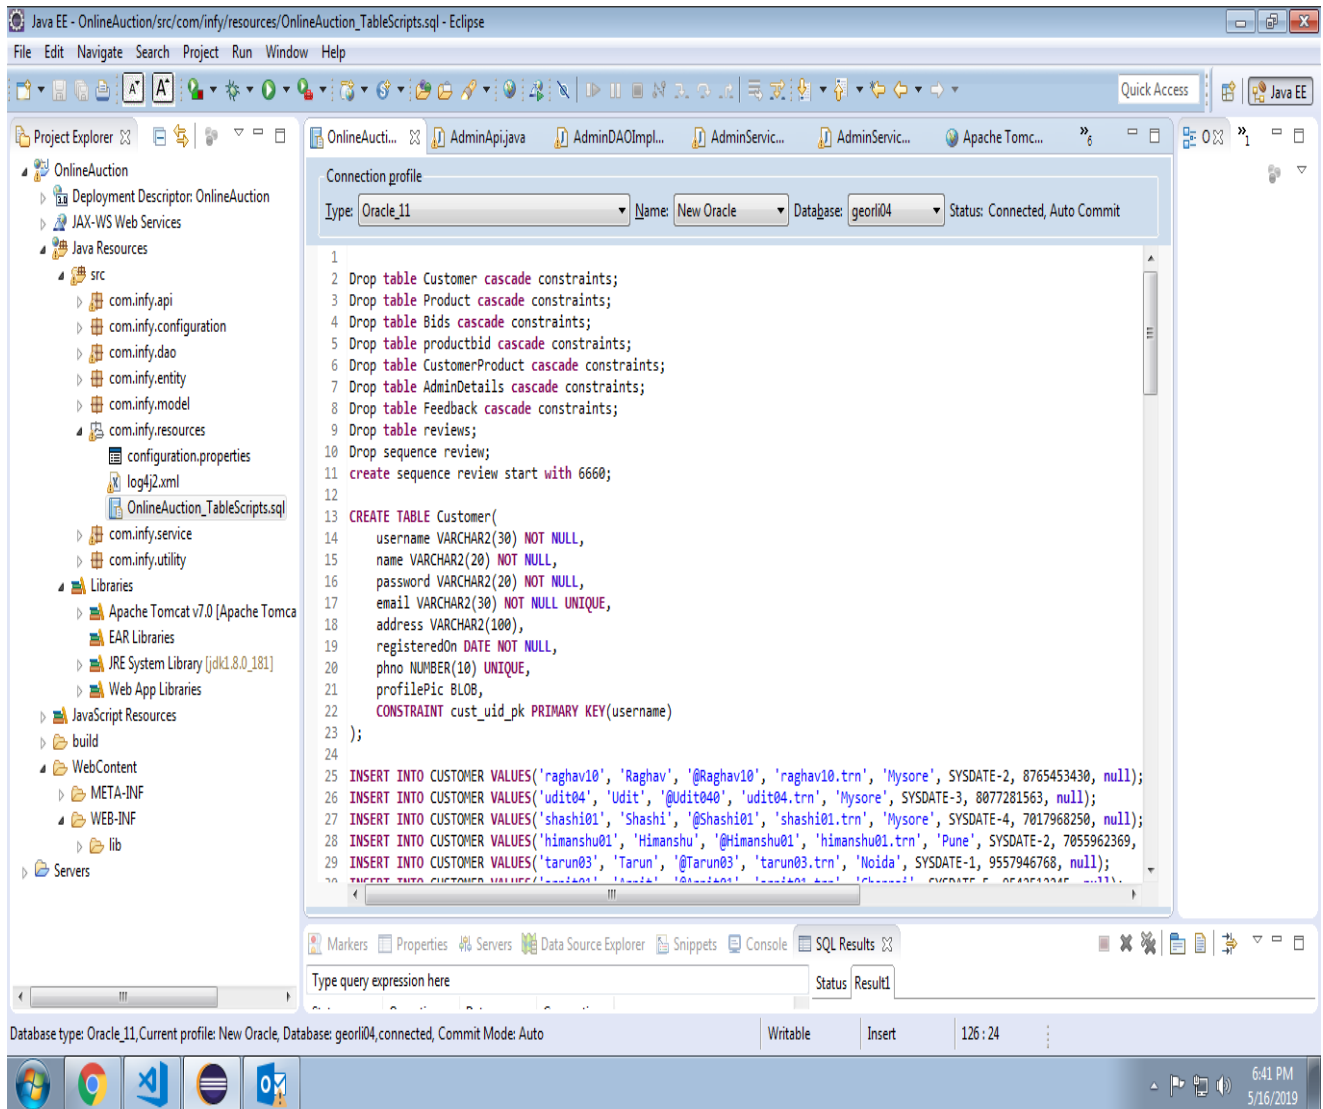 Java EE - OnlineAuction/src/com/infy/resources/OnlineAuction_TableScripts.sql - Eclipse
File Edit Navigate Search Project Run Window Help
Quick Access
Java EE
Project Explorer
OnlineAucti...
AdminApi.java
AdminDAOImpl...
AdminServic...
AdminServic...
Apache Tomc...
»6
»1
OnlineAuction
Deployment Descriptor: OnlineAuction
JAX-WS Web Services
Java Resources
src
com.infy.api
com.infy.configuration
com.infy.dao
com.infy.entity
com.infy.model
com.infy.resources
configuration.properties
log4j2.xml
OnlineAuction_TableScripts.sql
com.infy.service
com.infy.utility
Libraries
Apache Tomcat v7.0 [Apache Tomca
EAR Libraries
JRE System Library [jdk1.8.0_181]
Web App Libraries
JavaScript Resources
build
WebContent
META-INF
WEB-INF
lib
Servers
Connection profile
Type: Oracle_11 Name: New Oracle Database: georli04 Status: Connected, Auto Commit
1
2 Drop table Customer cascade constraints;
3 Drop table Product cascade constraints;
4 Drop table Bids cascade constraints;
5 Drop table productbid cascade constraints;
6 Drop table CustomerProduct cascade constraints;
7 Drop table AdminDetails cascade constraints;
8 Drop table Feedback cascade constraints;
9 Drop table reviews;
10 Drop sequence review;
11 create sequence review start with 6660;
12
13 CREATE TABLE Customer(
14 username VARCHAR2(30) NOT NULL,
15 name VARCHAR2(20) NOT NULL,
16 password VARCHAR2(20) NOT NULL,
17 email VARCHAR2(30) NOT NULL UNIQUE,
18 address VARCHAR2(100),
19 registeredOn DATE NOT NULL,
20 phno NUMBER(10) UNIQUE,
21 profilePic BLOB,
22 CONSTRAINT cust_uid_pk PRIMARY KEY(username)
23 );
24
25 INSERT INTO CUSTOMER VALUES('raghav10', 'Raghav', '@Raghav10', 'raghav10.trn', 'Mysore', SYSDATE-2, 8765453430, null);
26 INSERT INTO CUSTOMER VALUES('udit04', 'Udit', '@Udit040', 'udit04.trn', 'Mysore', SYSDATE-3, 8077281563, null);
27 INSERT INTO CUSTOMER VALUES('shashi01', 'Shashi', '@Shashi01', 'shashi01.trn', 'Mysore', SYSDATE-4, 7017968250, null);
28 INSERT INTO CUSTOMER VALUES('himanshu01', 'Himanshu', '@Himanshu01', 'himanshu01.trn', 'Pune', SYSDATE-2, 7055962369,
29 INSERT INTO CUSTOMER VALUES('tarun03', 'Tarun', '@Tarun03', 'tarun03.trn', 'Noida', SYSDATE-1, 9557946768, null);
Markers Properties Servers Data Source Explorer Snippets Console SQL Results
Type query expression here
Status Result1
Database type: Oracle_11,Current profile: New Oracle, Database: georli04,connected, Commit Mode: Auto
Writable Insert 126 : 24
6:41 PM
5/16/2019